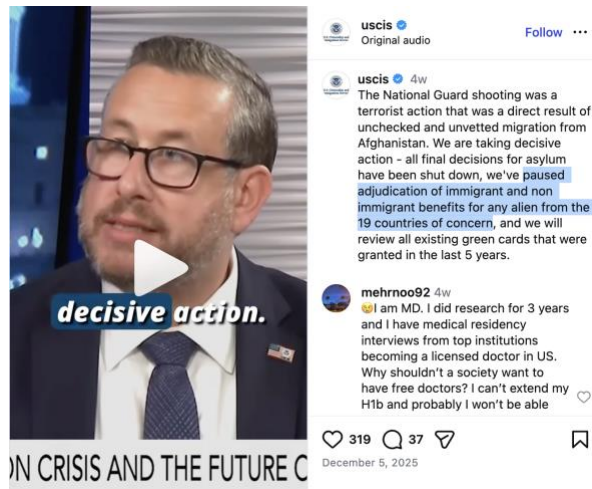 decisive action.
ON CRISIS AND THE FUTURE
uscis
Original audio
Follow
uscis 4w
The National Guard shooting was a
terrorist action that was a direct result of
unchecked and unvetted migration from
Afghanistan. We are taking decisive
action - all final decisions for asylum
have been shut down, we've paused
adjudication of immigrant and non
immigrant benefits for any alien from the
19 countries of concern, and we will
review all existing green cards that were
granted in the last 5 years.
mehrnoo92 4w
😢I am MD. I did research for 3 years
and I have medical residency
interviews from top institutions
becoming a licensed doctor in US.
Why shouldn't a society want to
have free doctors? I can't extend my
H1b and probably I won't be able
319 37
December 5, 2025